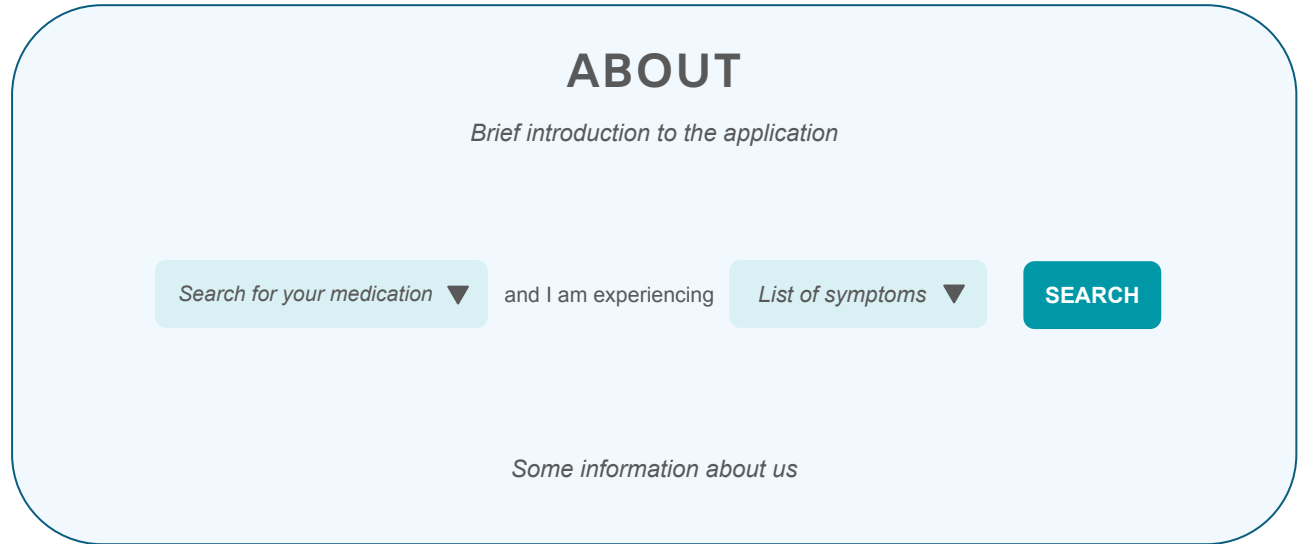 ABOUT
Brief introduction to the application
Search for your medication and I am experiencing List of symptoms SEARCH
Some information about us